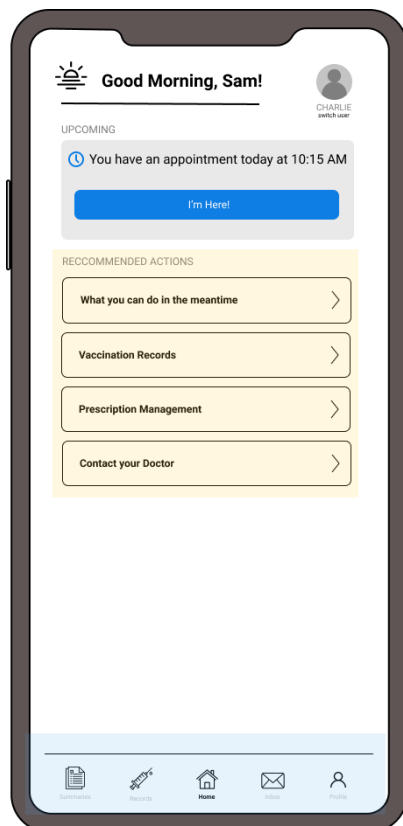 Good Morning, Sam!
CHARLIE
switch user
UPCOMING
You have an appointment today at 10:15 AM
I'm Here!
RECCOMMENDED ACTIONS
What you can do in the meantime
Vaccination Records
Prescription Management
Contact your Doctor
Summaries Records Home Inbox Profile